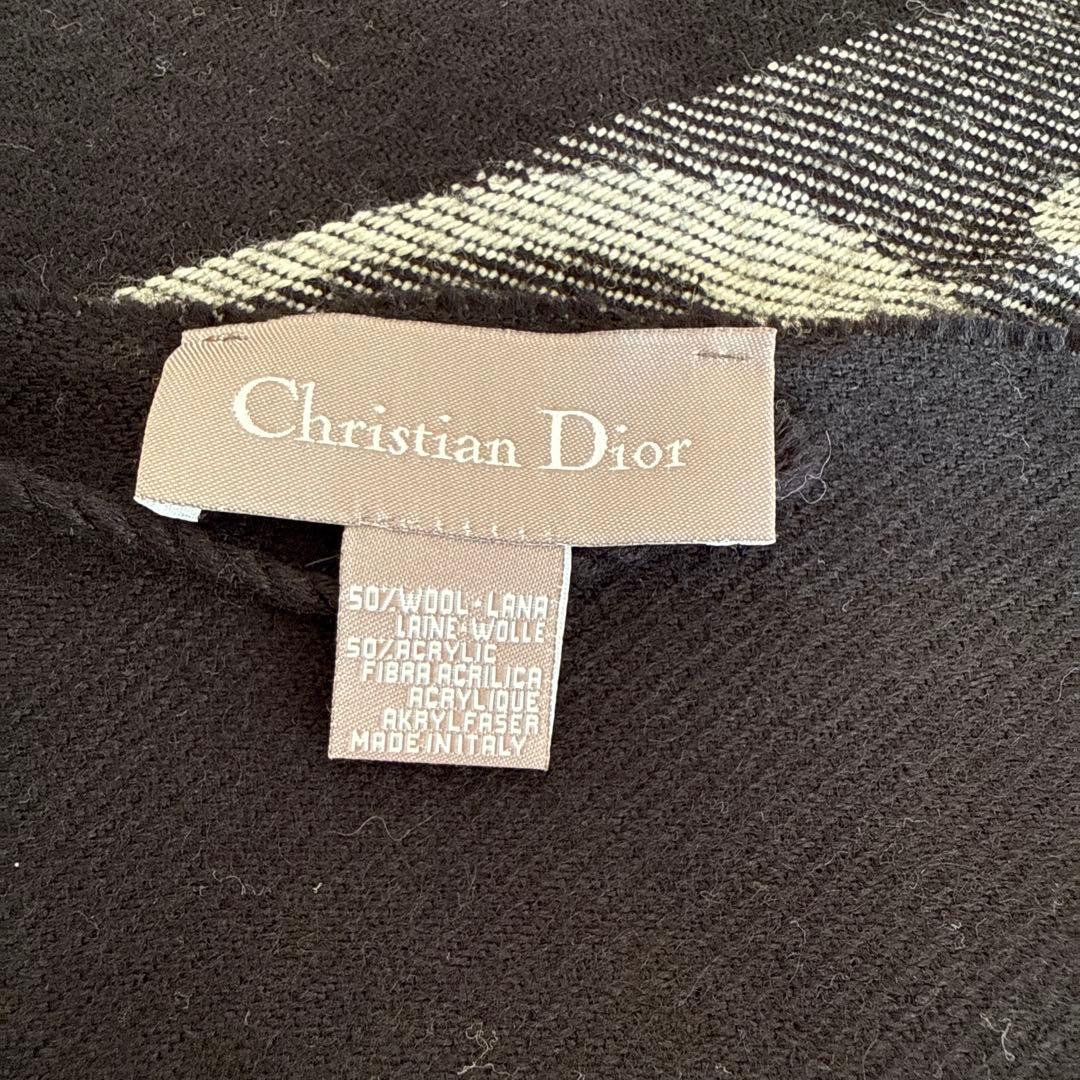 Christian Dior
50%WOOL-LANA
LAINE-WOLLE
50%ACRYLIC
FIBRA ACRILICA
ACRYLIQUE
AKRYLFASER
MADE IN ITALY